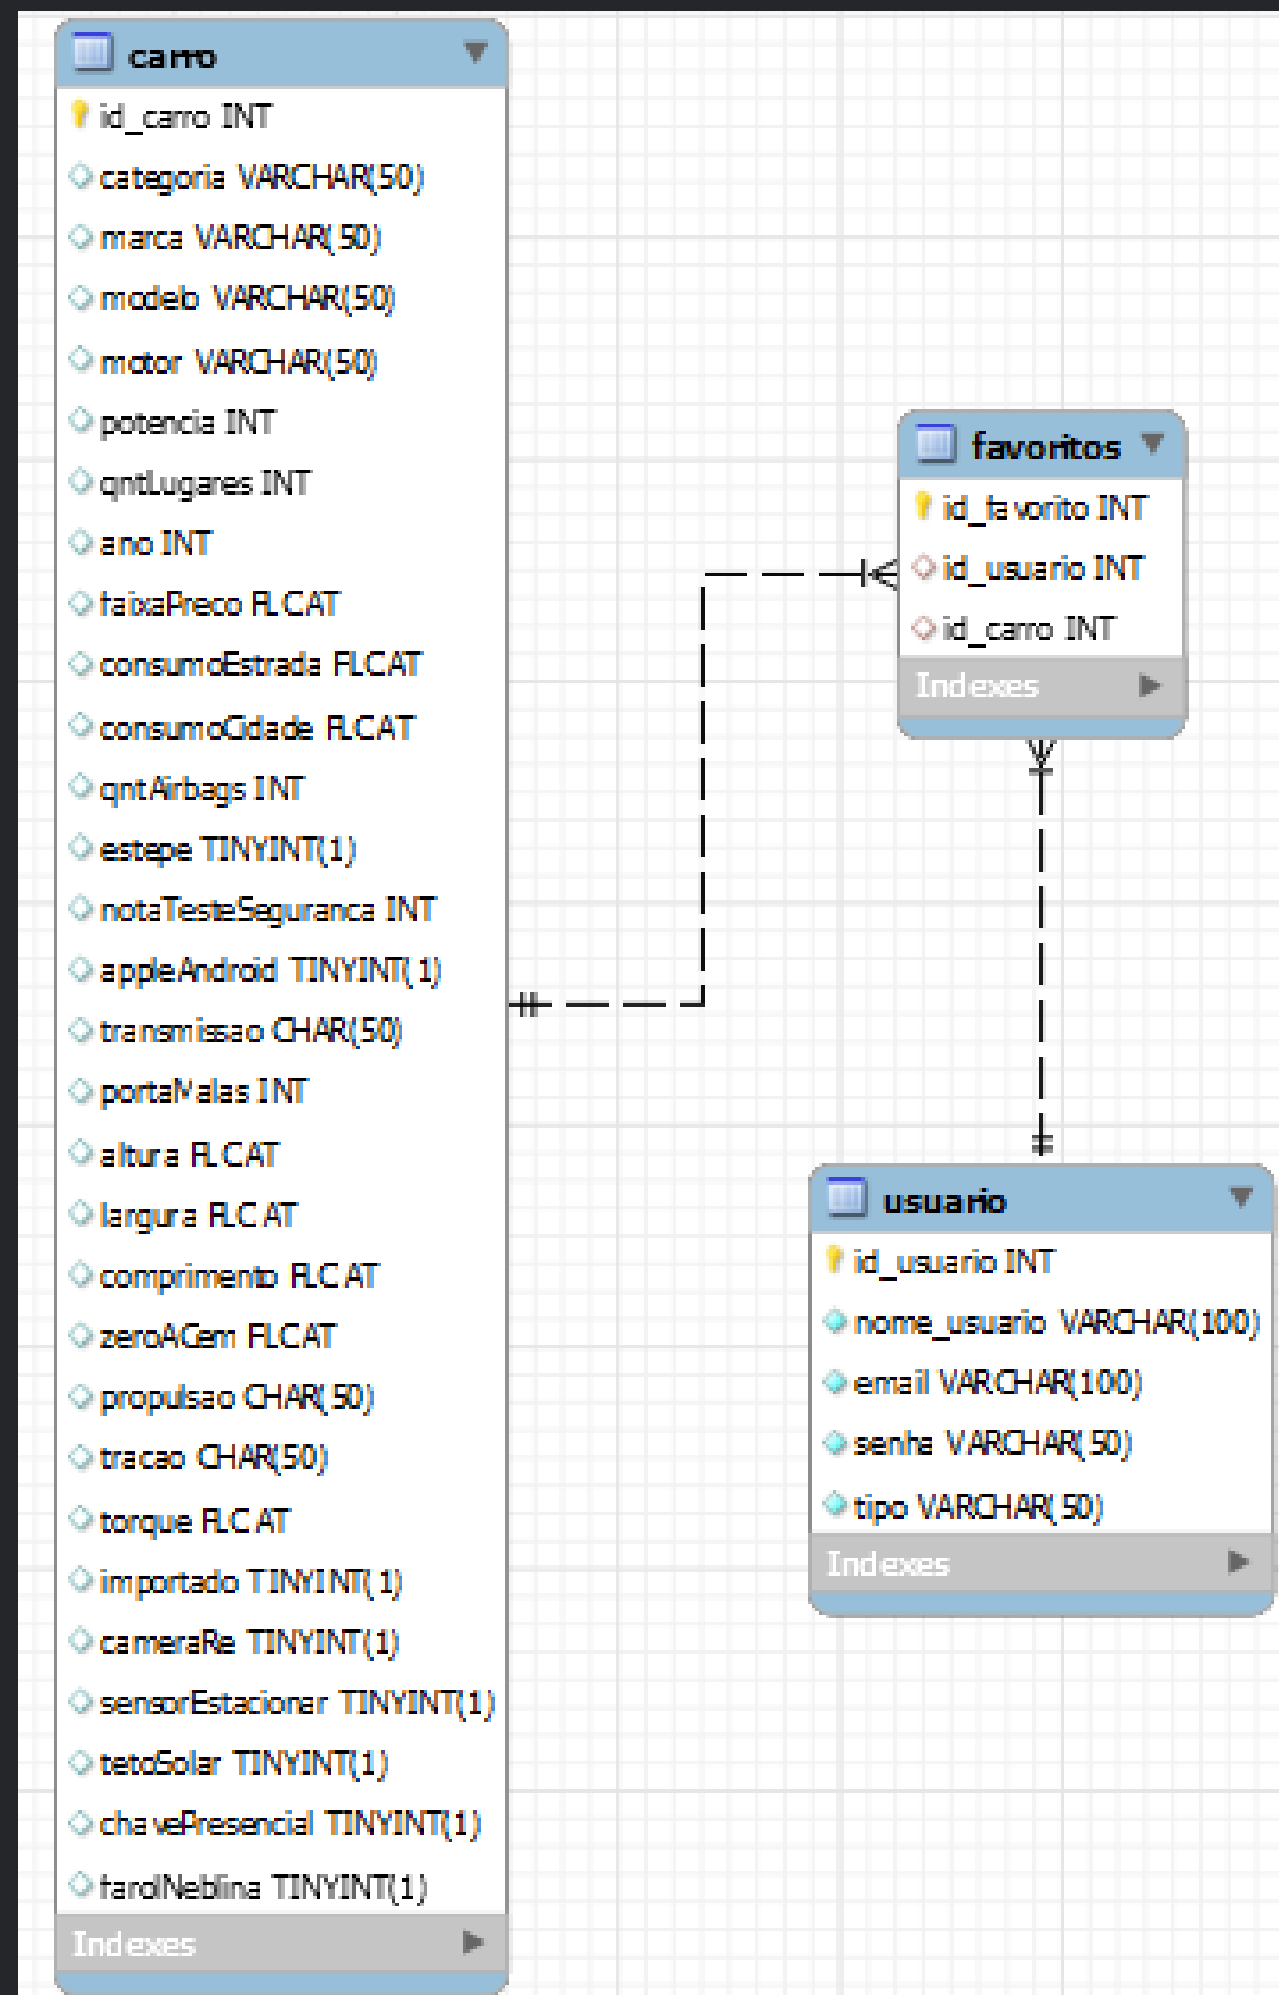 carro
id_carro INT
categoria VARCHAR(50)
marca VARCHAR(50)
modelo VARCHAR(50)
motor VARCHAR(50)
potencia INT
qntLugares INT
ano INT
faixaPreco FLOAT
consumoEstrada FLOAT
consumoCidade FLOAT
qntAirbags INT
estepe TINYINT(1)
notaTesteSeguranca INT
appleAndroid TINYINT(1)
transmissao CHAR(50)
portaMalas INT
altura FLOAT
largura FLOAT
comprimento FLOAT
zeroACem FLOAT
propulsao CHAR(50)
tracao CHAR(50)
torque FLOAT
importado TINYINT(1)
cameraRe TINYINT(1)
sensorEstacionar TINYINT(1)
tetoSolar TINYINT(1)
chavePresencial TINYINT(1)
farolNeblina TINYINT(1)
Indexes
favoritos
id_favorito INT
id_usuario INT
id_carro INT
Indexes
usuario
id_usuario INT
nome_usuario VARCHAR(100)
email VARCHAR(100)
senha VARCHAR(50)
tipo VARCHAR(50)
Indexes